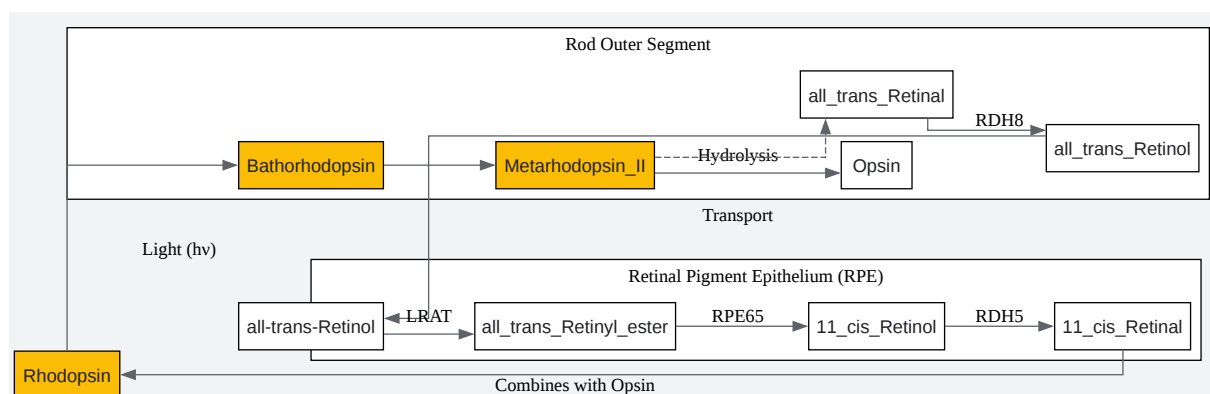 Rod Outer Segment
all_trans_Retinal
RDH8
all_trans_Retinol
Bathorhodopsin
Metarhodopsin_II
Hydrolysis
Opsin
Transport
Light (hν)
Retinal Pigment Epithelium (RPE)
all-trans-Retinol
LRAT
all_trans_Retinyl_ester
RPE65
11_cis_Retinol
RDH5
11_cis_Retinal
Rhodopsin
Combines with Opsin